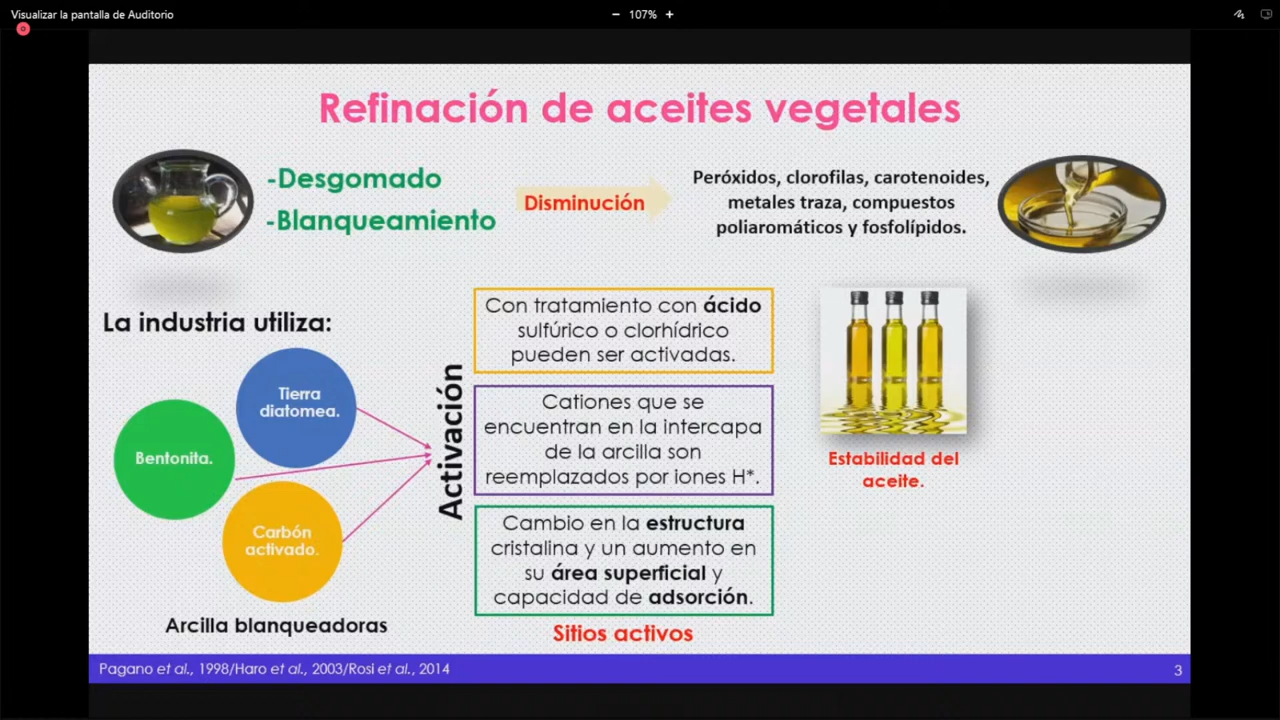 Visualizar la pantalla de Auditorio
− 107% +
Refinación de aceites vegetales
-Desgomado
-Blanqueamiento
Disminución
Peróxidos, clorofilas, carotenoides,
metales traza, compuestos
poliaromáticos y fosfolípidos.
La industria utiliza:
Tierra
diatomea.
Bentonita.
Carbón
activado.
Arcilla blanqueadoras
Activación
Con tratamiento con ácido
sulfúrico o clorhídrico
pueden ser activadas.
Cationes que se
encuentran en la intercapa
de la arcilla son
reemplazados por iones H*.
Cambio en la estructura
cristalina y un aumento en
su área superficial y
capacidad de adsorción.
Sitios activos
Estabilidad del
aceite.
Pagano et al., 1998/Haro et al., 2003/Rosi et al., 2014
3